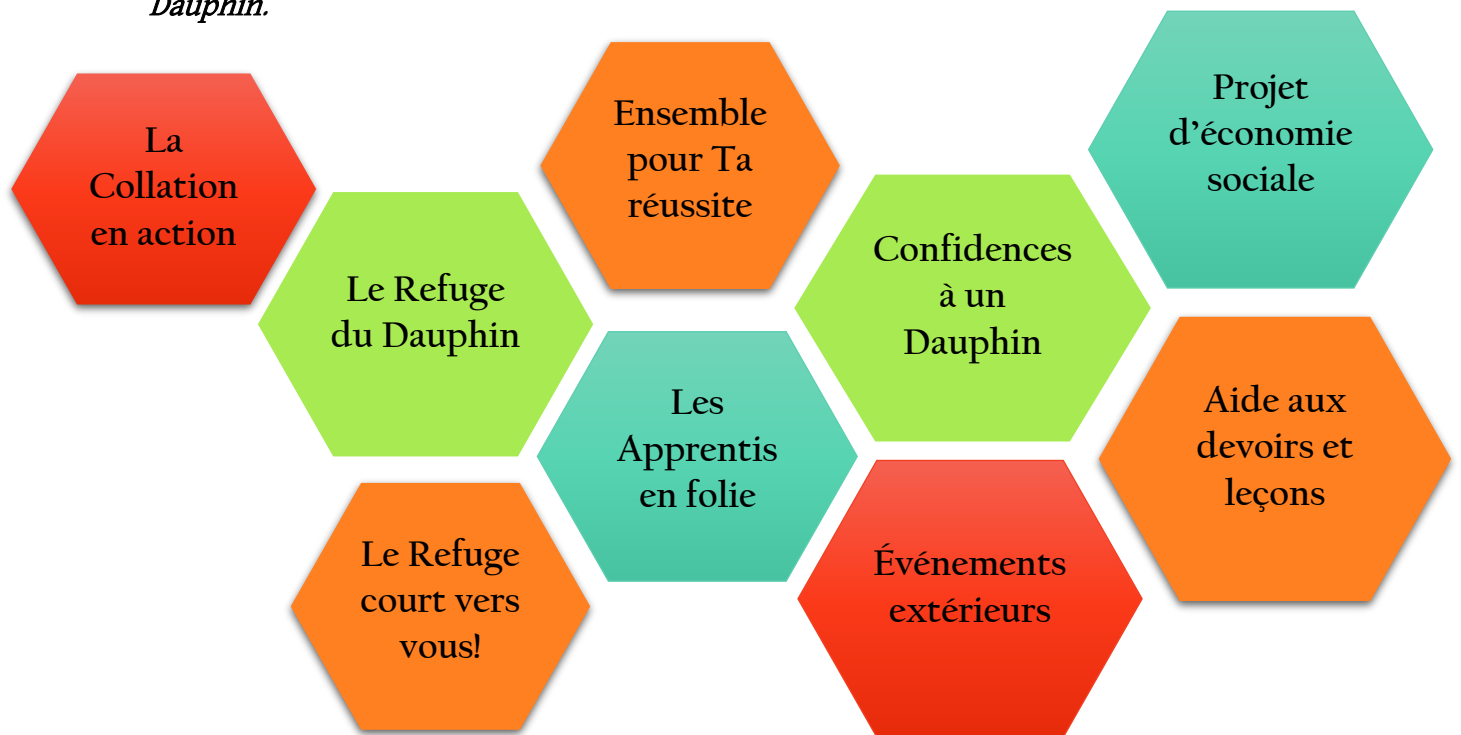 Dauphin.
La
Collation
en action
Ensemble
pour Ta
réussite
Projet
d'économie
sociale
Le Refuge
du Dauphin
Confidences
à un
Dauphin
Les
Apprentis
en folie
Aide aux
devoirs et
leçons
Le Refuge
court vers
vous!
Événements
extérieurs